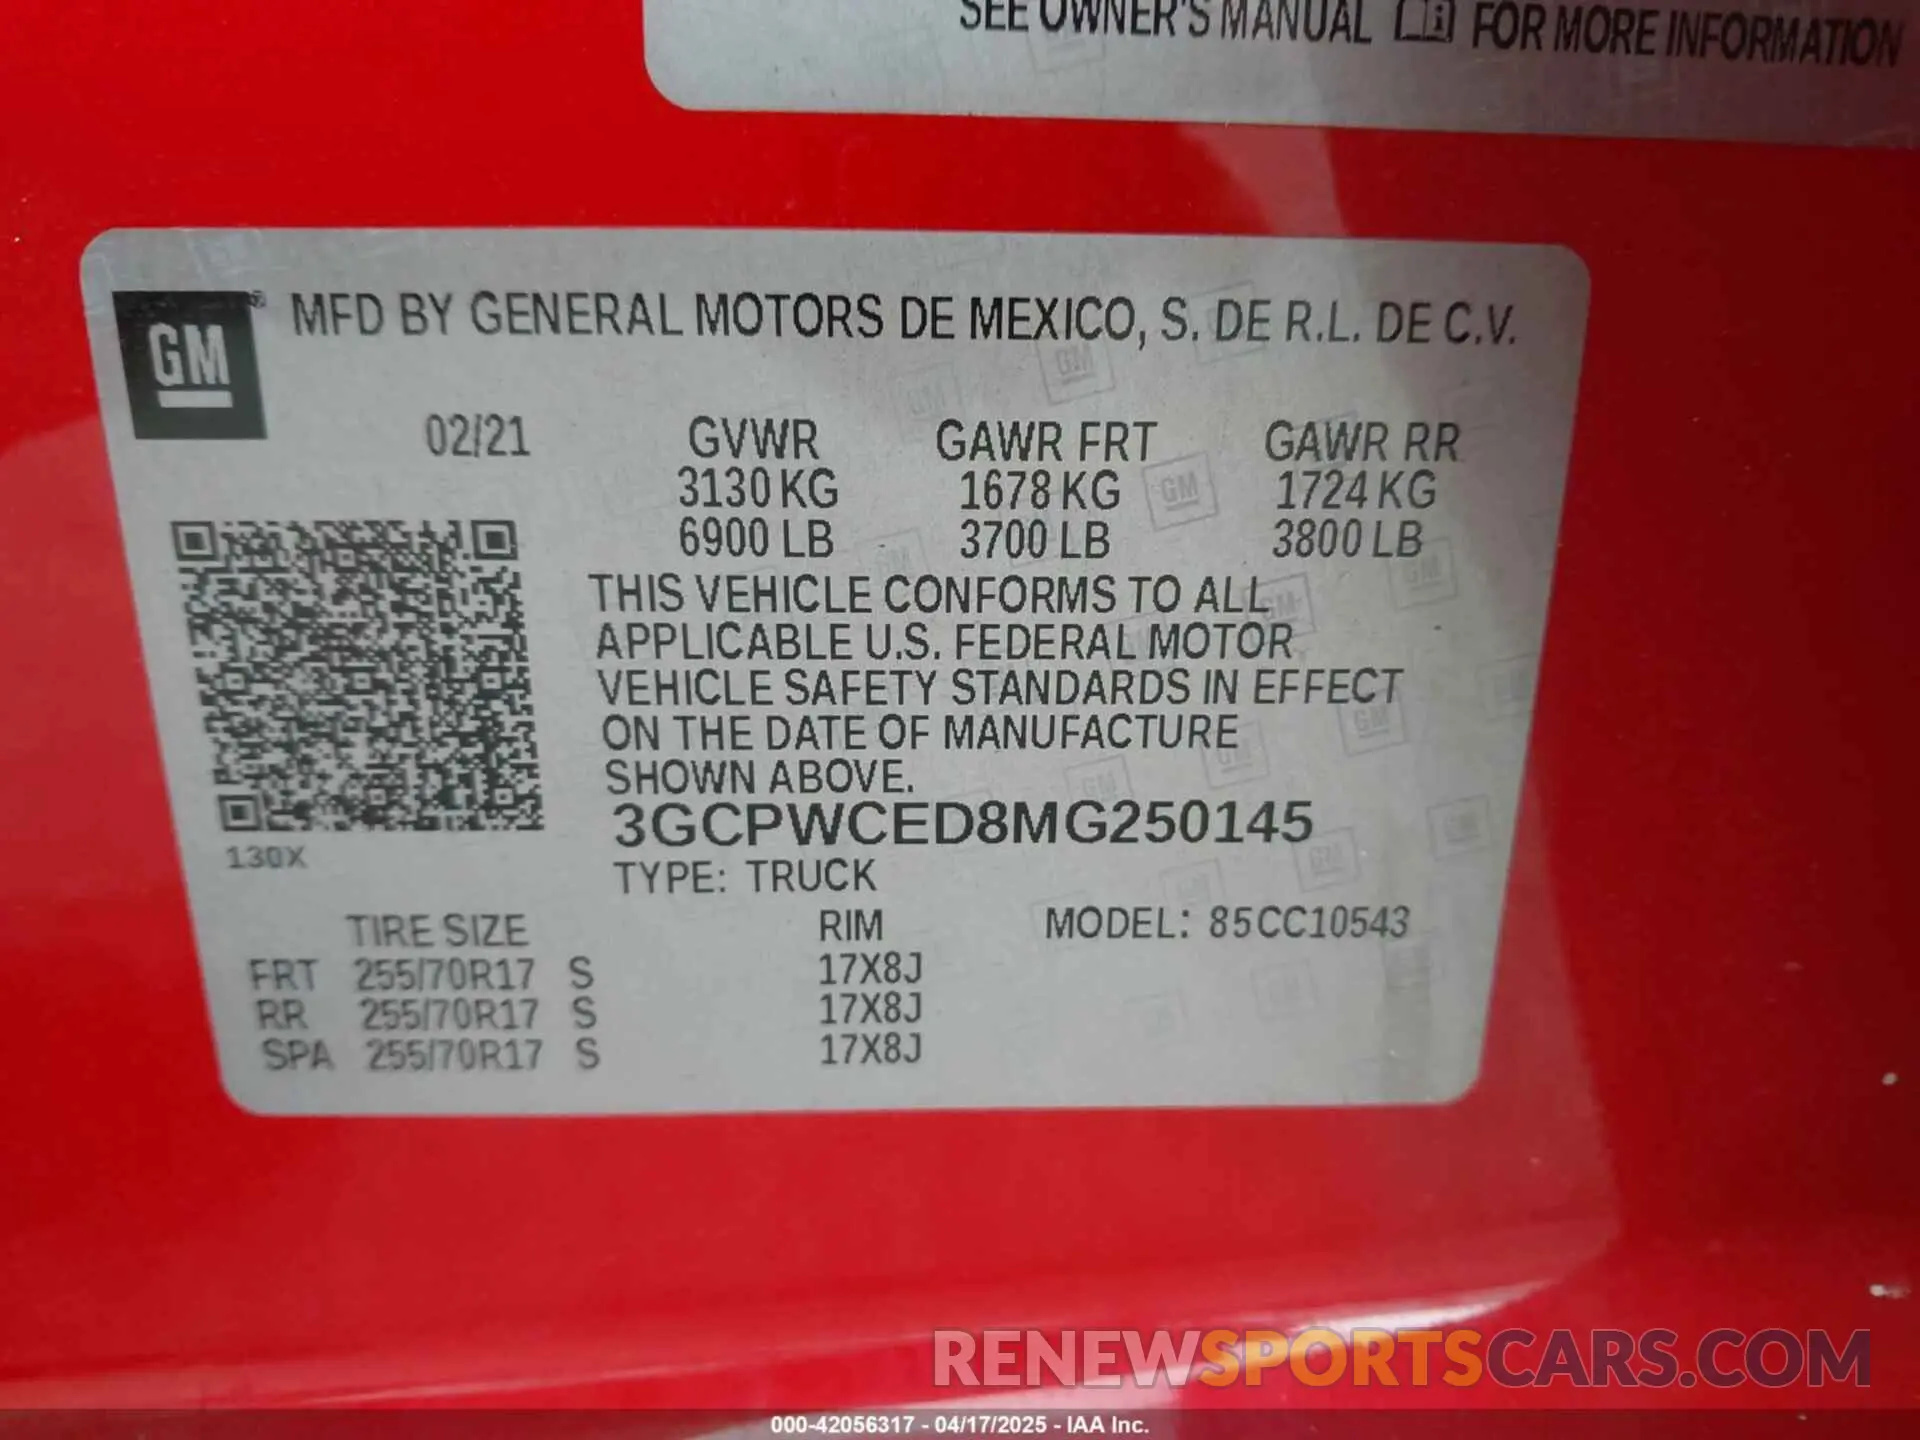 SEE OWNER'S MANUAL FOR MORE INFORMATION
GM ® MFD BY GENERAL MOTORS DE MEXICO, S. DE R.L. DE C.V.
02/21 GVWR GAWR FRT GAWR RR
3130 KG 1678 KG 1724 KG
6900 LB 3700 LB 3800 LB
THIS VEHICLE CONFORMS TO ALL
APPLICABLE U.S. FEDERAL MOTOR
VEHICLE SAFETY STANDARDS IN EFFECT
ON THE DATE OF MANUFACTURE
SHOWN ABOVE.
3GCPWCED8MG250145
130X
TYPE: TRUCK
TIRE SIZE RIM MODEL: 85CC10543
FRT 255/70R17 S 17X8J
RR 255/70R17 S 17X8J
SPA 255/70R17 S 17X8J
RENEWSPORTSCARS.COM
000-42056317 - 04/17/2025 - IAA Inc.